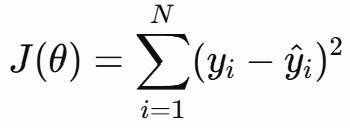 J(θ) = ∑_{i=1}^{N} (y_i − ŷ_i)^2